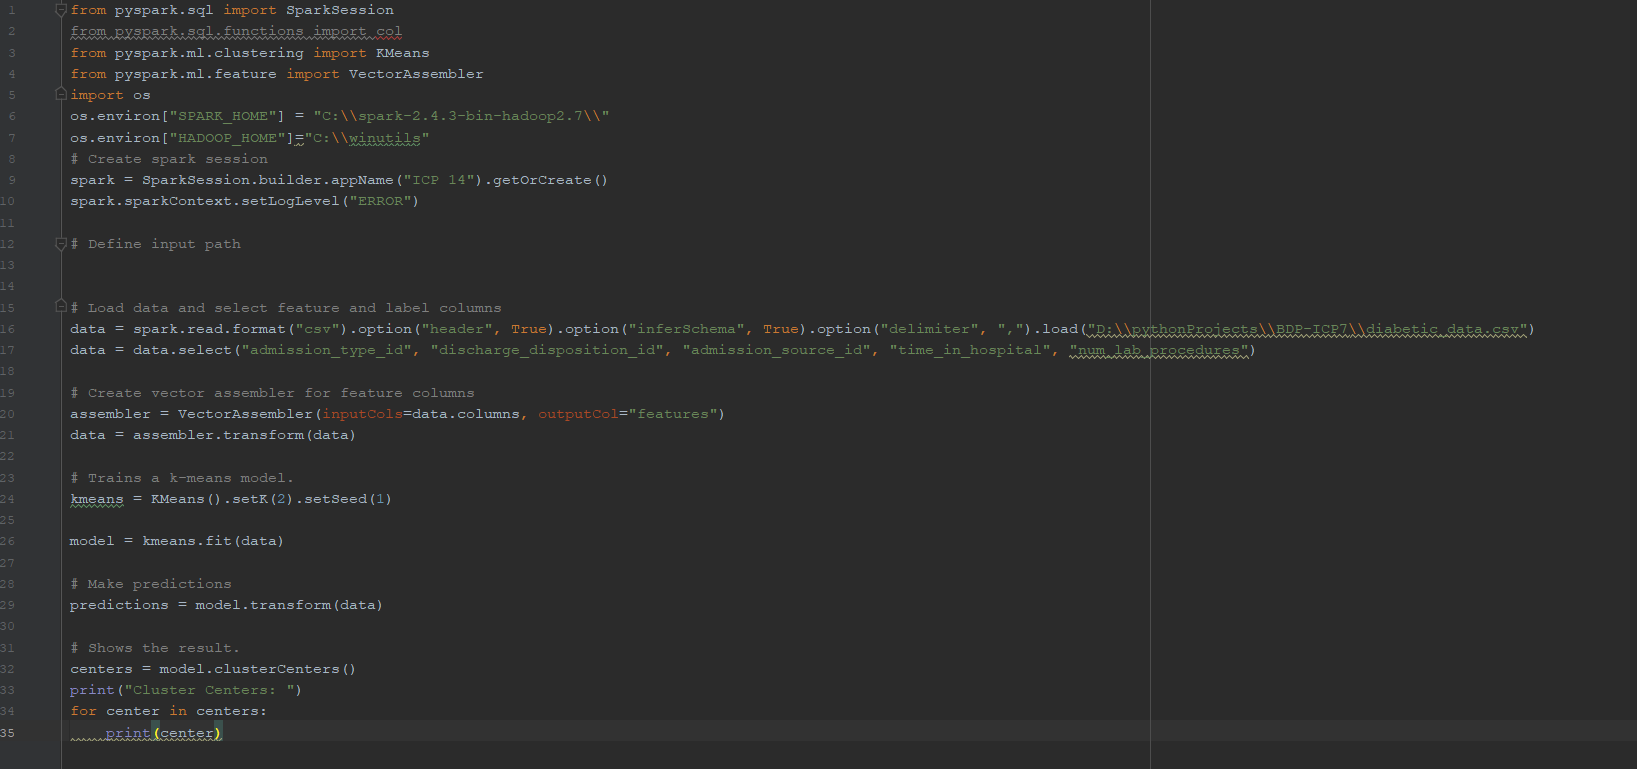 1 from pyspark.sql import SparkSession
2 from pyspark.sql.functions import col
3 from pyspark.ml.clustering import KMeans
4 from pyspark.ml.feature import VectorAssembler
5 import os
6 os.environ["SPARK_HOME"] = "C:\\spark-2.4.3-bin-hadoop2.7\\"
7 os.environ["HADOOP_HOME"]="C:\\winutils"
8 # Create spark session
9 spark = SparkSession.builder.appName("ICP 14").getOrCreate()
10 spark.sparkContext.setLogLevel("ERROR")
11
12 # Define input path
13
14
15 # Load data and select feature and label columns
16 data = spark.read.format("csv").option("header", True).option("inferSchema", True).option("delimiter", ",").load("D:\\pythonProjects\\BDP-ICP7\\diabetic_data.csv")
17 data = data.select("admission_type_id", "discharge_disposition_id", "admission_source_id", "time_in_hospital", "num_lab_procedures")
18
19 # Create vector assembler for feature columns
20 assembler = VectorAssembler(inputCols=data.columns, outputCol="features")
21 data = assembler.transform(data)
22
23 # Trains a k-means model.
24 kmeans = KMeans().setK(2).setSeed(1)
25
26 model = kmeans.fit(data)
27
28 # Make predictions
29 predictions = model.transform(data)
30
31 # Shows the result.
32 centers = model.clusterCenters()
33 print("Cluster Centers: ")
34 for center in centers:
35     print(center)